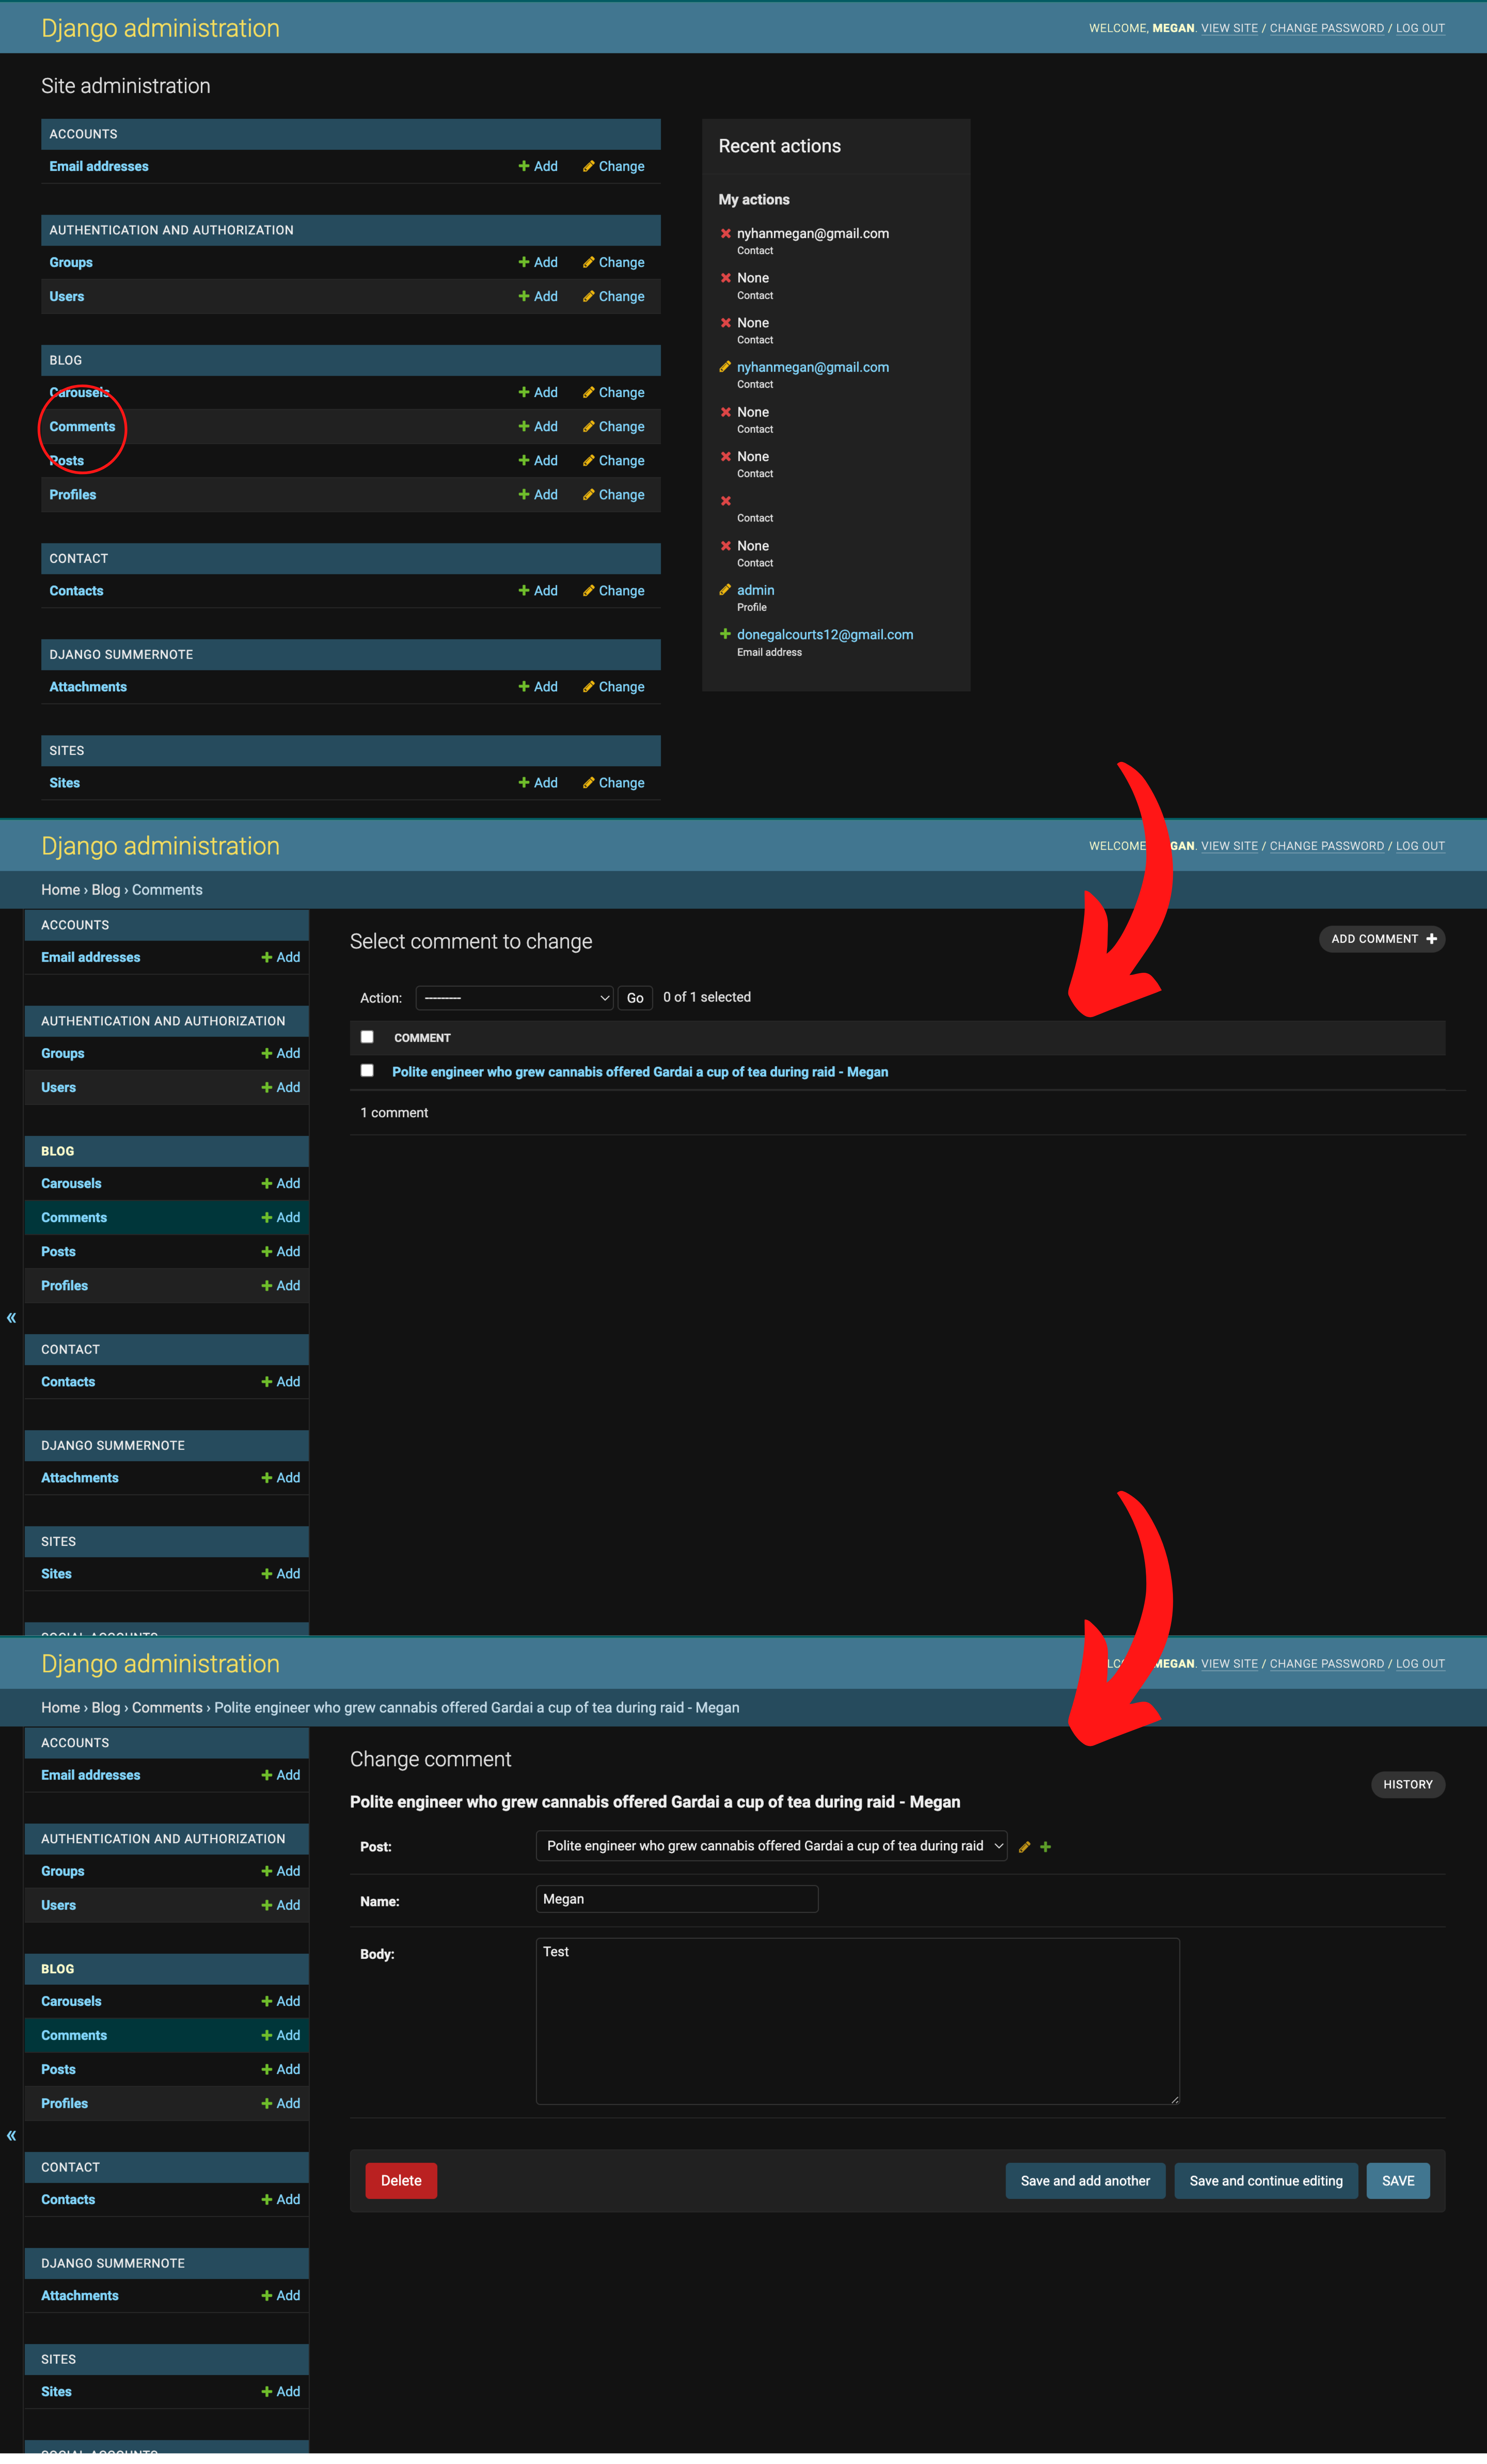 Django administration
WELCOME, MEGAN. VIEW SITE / CHANGE PASSWORD / LOG OUT
Site administration
ACCOUNTS
Email addresses + Add Change
AUTHENTICATION AND AUTHORIZATION
Groups + Add Change
Users + Add Change
BLOG
Carousels + Add Change
Comments + Add Change
Posts + Add Change
Profiles + Add Change
CONTACT
Contacts + Add Change
DJANGO SUMMERNOTE
Attachments + Add Change
SITES
Sites + Add Change
Recent actions
My actions
nyhanmegan@gmail.com
Contact
None
Contact
None
Contact
nyhanmegan@gmail.com
Contact
None
Contact
None
Contact
Contact
None
Contact
admin
Profile
+ donegalcourts12@gmail.com
Email address
Django administration
WELCOME GAN. VIEW SITE / CHANGE PASSWORD / LOG OUT
Home › Blog › Comments
ACCOUNTS
Email addresses + Add
AUTHENTICATION AND AUTHORIZATION
Groups + Add
Users + Add
BLOG
Carousels + Add
Comments + Add
Posts + Add
Profiles + Add
«
CONTACT
Contacts + Add
DJANGO SUMMERNOTE
Attachments + Add
SITES
Sites + Add
Select comment to change
ADD COMMENT +
Action: --------- Go 0 of 1 selected
COMMENT
Polite engineer who grew cannabis offered Gardai a cup of tea during raid - Megan
1 comment
Django administration
MEGAN. VIEW SITE / CHANGE PASSWORD / LOG OUT
Home › Blog › Comments › Polite engineer who grew cannabis offered Gardai a cup of tea during raid - Megan
ACCOUNTS
Email addresses + Add
AUTHENTICATION AND AUTHORIZATION
Groups + Add
Users + Add
BLOG
Carousels + Add
Comments + Add
Posts + Add
Profiles + Add
«
CONTACT
Contacts + Add
DJANGO SUMMERNOTE
Attachments + Add
SITES
Sites + Add
Change comment
HISTORY
Polite engineer who grew cannabis offered Gardai a cup of tea during raid - Megan
Post: Polite engineer who grew cannabis offered Gardai a cup of tea during raid
Name: Megan
Body: Test
Delete Save and add another Save and continue editing SAVE